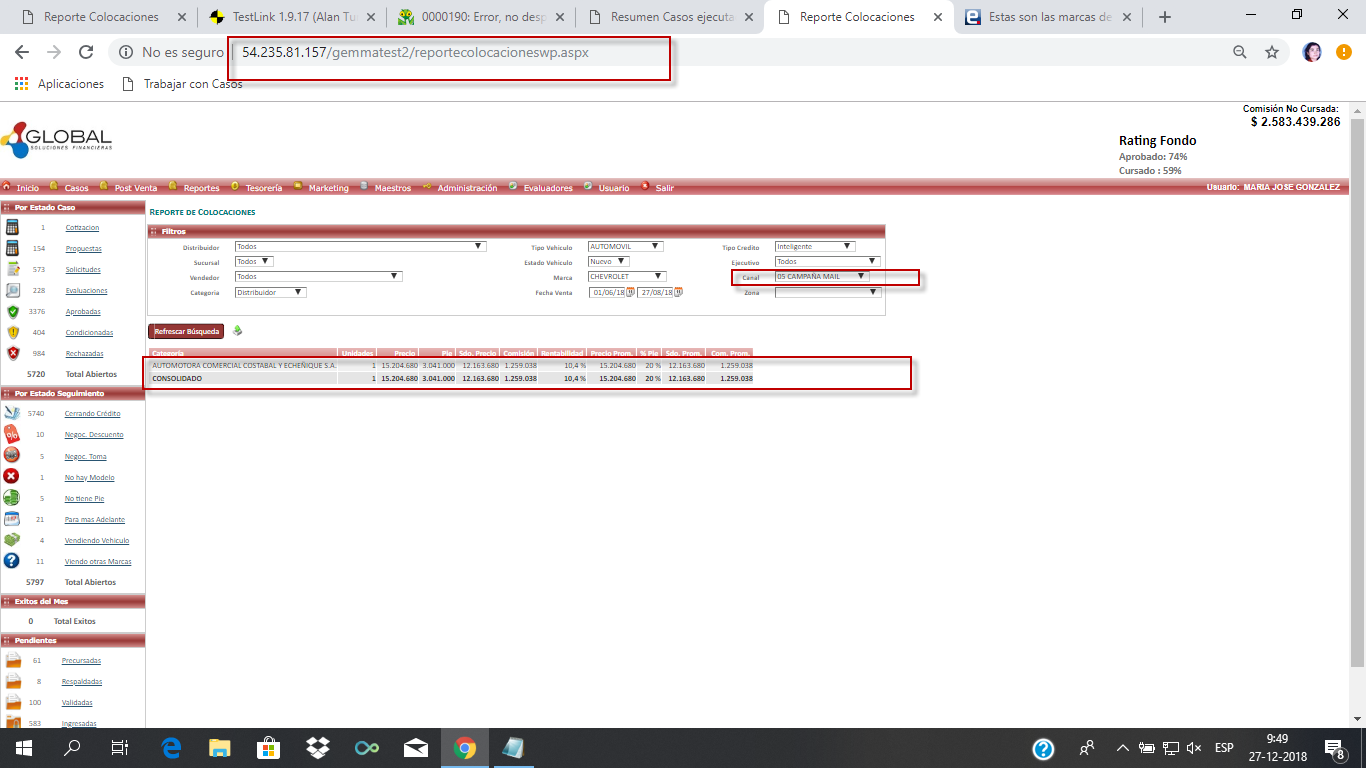 Reporte Colocaciones
TestLink 1.9.17 (Alan Tu
0000190: Error, no desp
Resumen Casos ejecuta
Reporte Colocaciones
Estas son las marcas de
No es seguro
54.235.81.157/gemmatest2/reportecolocacioneswp.aspx
Aplicaciones
Trabajar con Casos
Comisión No Cursada:
$ 2.583.439.286
GLOBAL
SOLUCIONES FINANCIERAS
Rating Fondo
Aprobado: 74%
Cursado : 59%
Inicio Casos Post Venta Reportes Tesorería Marketing Maestros Administración Evaluadores Usuario Salir
Usuario: MARIA JOSE GONZALEZ
Por Estado Caso
1 Cotizacion
154 Propuestas
573 Solicitudes
228 Evaluaciones
3376 Aprobadas
404 Condicionadas
984 Rechazadas
5720 Total Abiertos
Por Estado Seguimiento
5740 Cerrando Crédito
10 Negoc. Descuento
5 Negoc. Toma
1 No hay Modelo
5 No tiene Pie
21 Para mas Adelante
4 Vendiendo Vehiculo
11 Viendo otras Marcas
5797 Total Abiertos
Exitos del Mes
0 Total Exitos
Pendientes
61 Precursadas
8 Respaldadas
100 Validadas
583 Ingresadas
REPORTE DE COLOCACIONES
Filtros
Distribuidor Todos Tipo Vehiculo AUTOMOVIL Tipo Credito Inteligente
Sucursal Todos Estado Vehiculo Nuevo Ejecutivo Todos
Vendedor Todos Marca CHEVROLET Canal 05 CAMPAÑA MAIL
Categoria Distribuidor Fecha Venta 01/06/18 27/08/18 Zona
Refrescar Búsqueda
Categoría Unidades Precio Pie Sdo. Precio Comisión Rentabilidad Precio Prom. % Pie Sdo. Prom. Com. Prom.
AUTOMOTORA COMERCIAL COSTABAL Y ECHEÑIQUE S.A. 1 15.204.680 3.041.000 12.163.680 1.259.038 10,4 % 15.204.680 20 % 12.163.680 1.259.038
CONSOLIDADO 1 15.204.680 3.041.000 12.163.680 1.259.038 10,4 % 15.204.680 20 % 12.163.680 1.259.038
ESP
9:49
27-12-2018
8